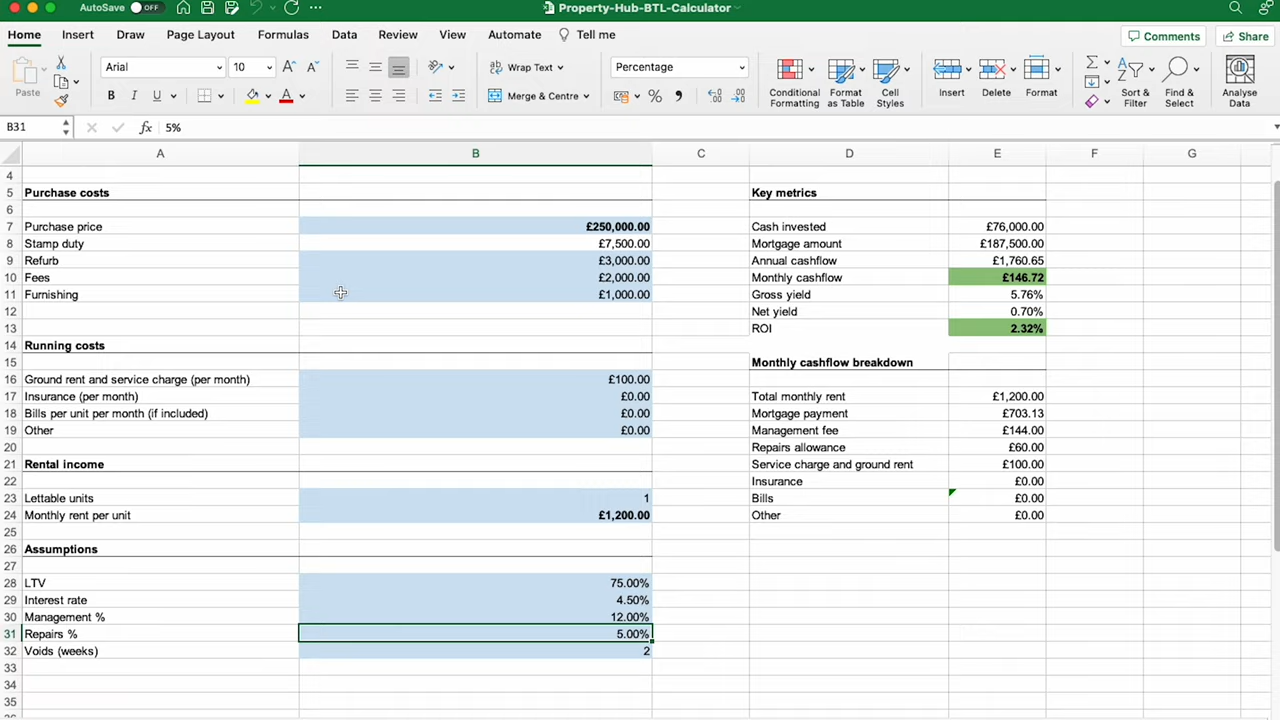 AutoSave OFF Property-Hub-BTL-Calculator
Home Insert Draw Page Layout Formulas Data Review View Automate Tell me Comments Share
Paste Arial 10 Wrap Text Percentage
B I U A Merge & Centre % Conditional Formatting Format as Table Cell Styles Insert Delete Format Sort & Filter Find & Select Analyse Data
B31 fx 5%
A B C D E F G
4
5 Purchase costs Key metrics
6
7 Purchase price £250,000.00 Cash invested £76,000.00
8 Stamp duty £7,500.00 Mortgage amount £187,500.00
9 Refurb £3,000.00 Annual cashflow £1,760.65
10 Fees £2,000.00 Monthly cashflow £146.72
11 Furnishing £1,000.00 Gross yield 5.76%
12 Net yield 0.70%
13 ROI 2.32%
14 Running costs
15 Monthly cashflow breakdown
16 Ground rent and service charge (per month) £100.00
17 Insurance (per month) £0.00 Total monthly rent £1,200.00
18 Bills per unit per month (if included) £0.00 Mortgage payment £703.13
19 Other £0.00 Management fee £144.00
20 Repairs allowance £60.00
21 Rental income Service charge and ground rent £100.00
22 Insurance £0.00
23 Lettable units 1 Bills £0.00
24 Monthly rent per unit £1,200.00 Other £0.00
25
26 Assumptions
27
28 LTV 75.00%
29 Interest rate 4.50%
30 Management % 12.00%
31 Repairs % 5.00%
32 Voids (weeks) 2
33
34
35